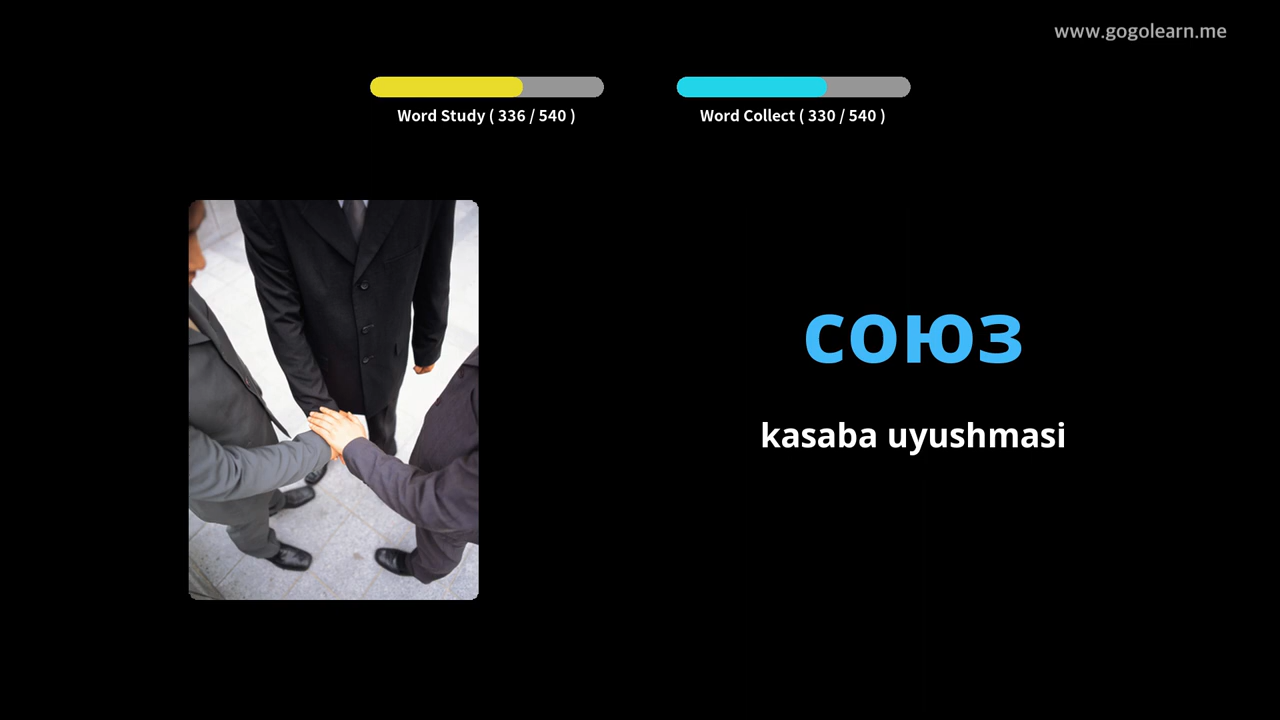 www.gogolearn.me
Word Study ( 336 / 540 )
Word Collect ( 330 / 540 )
союз
kasaba uyushmasi